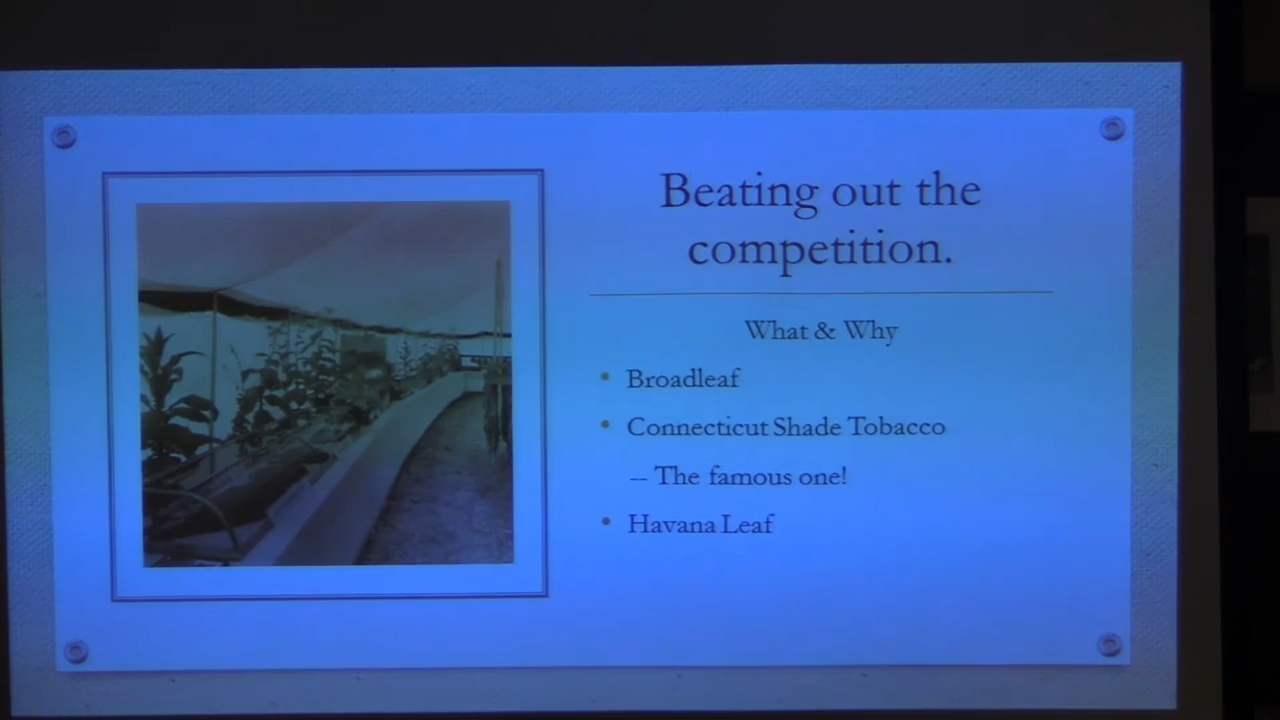 Beating out the
competition.
What & Why
• Broadleaf
• Connecticut Shade Tobacco
-- The famous one!
• Havana Leaf